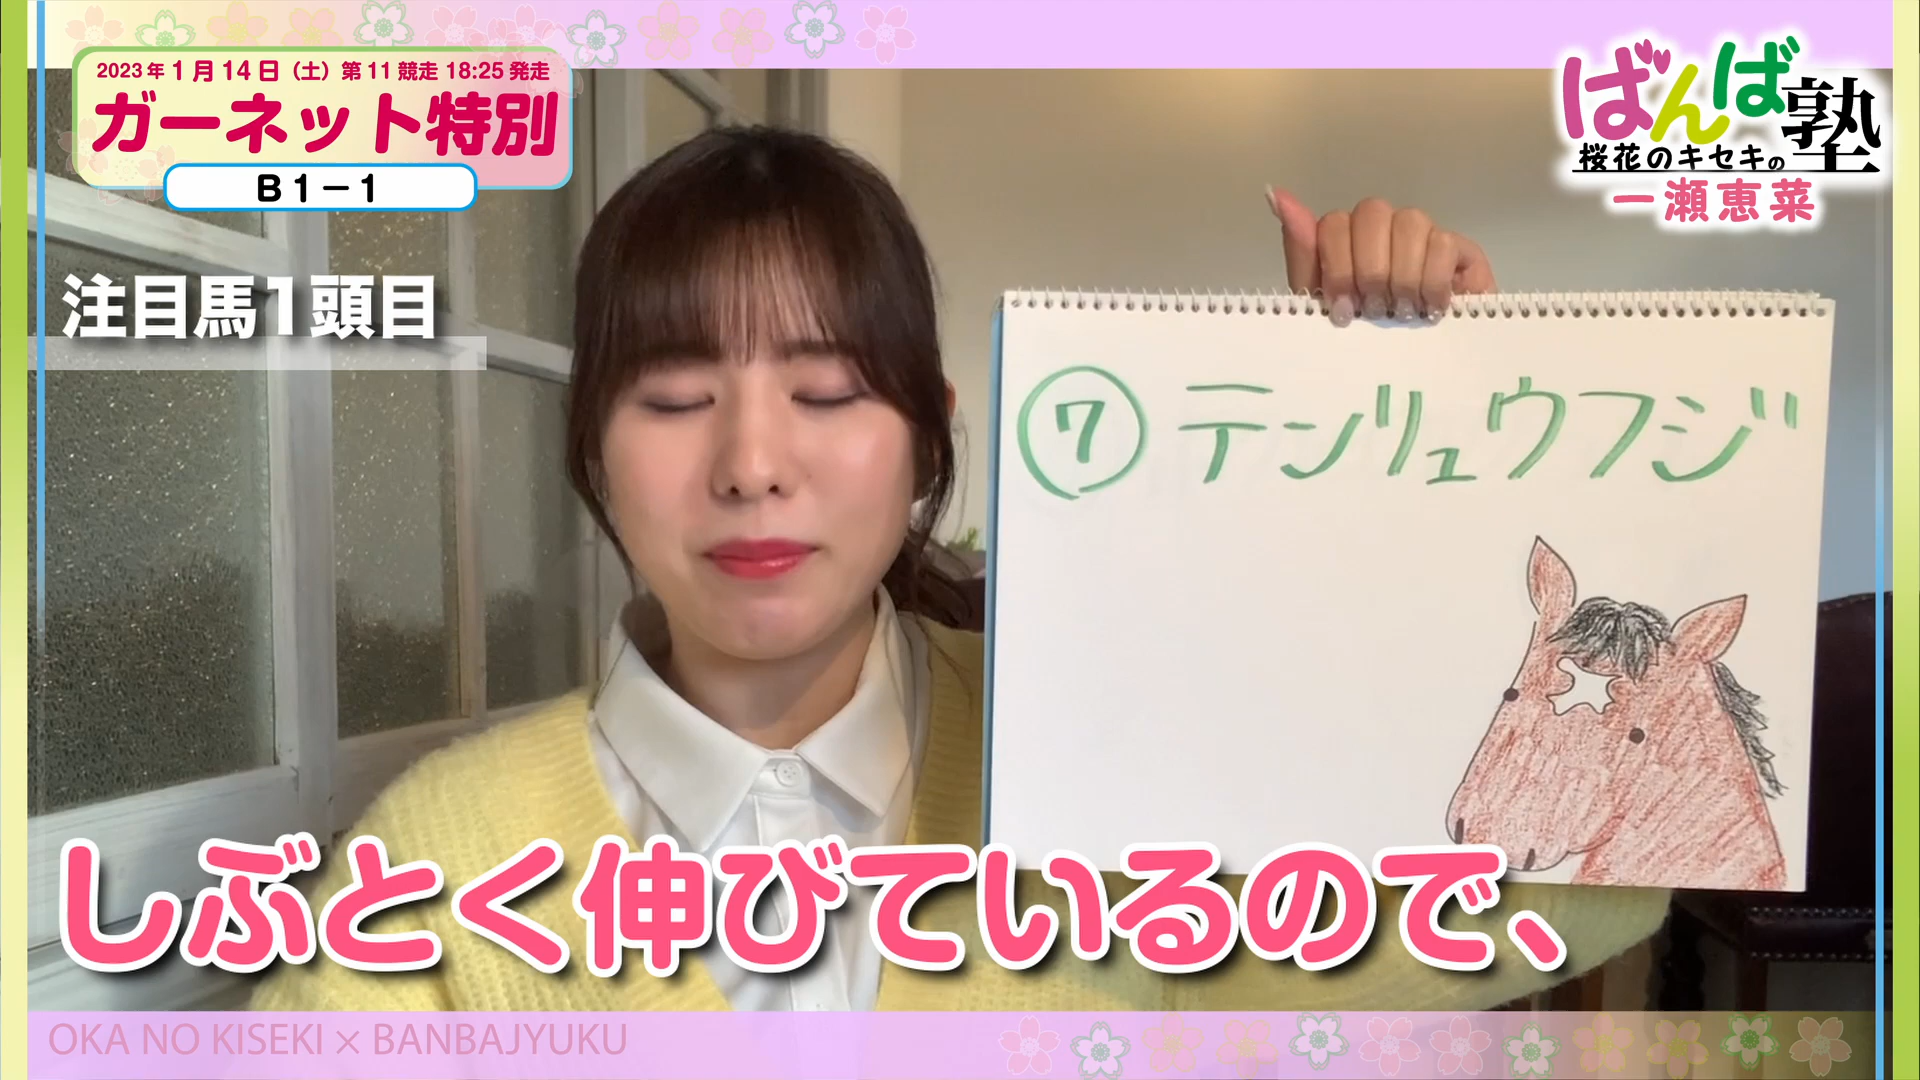 2023年1月14日（土）第11競走 18:25発走
ガーネット特別
B1－1
ばんば塾
桜花のキセキの
一瀬恵菜
注目馬1頭目
⑦テンリュウフジ
しぶとく伸びているので、
OKA NO KISEKI × BANBAJYUKU